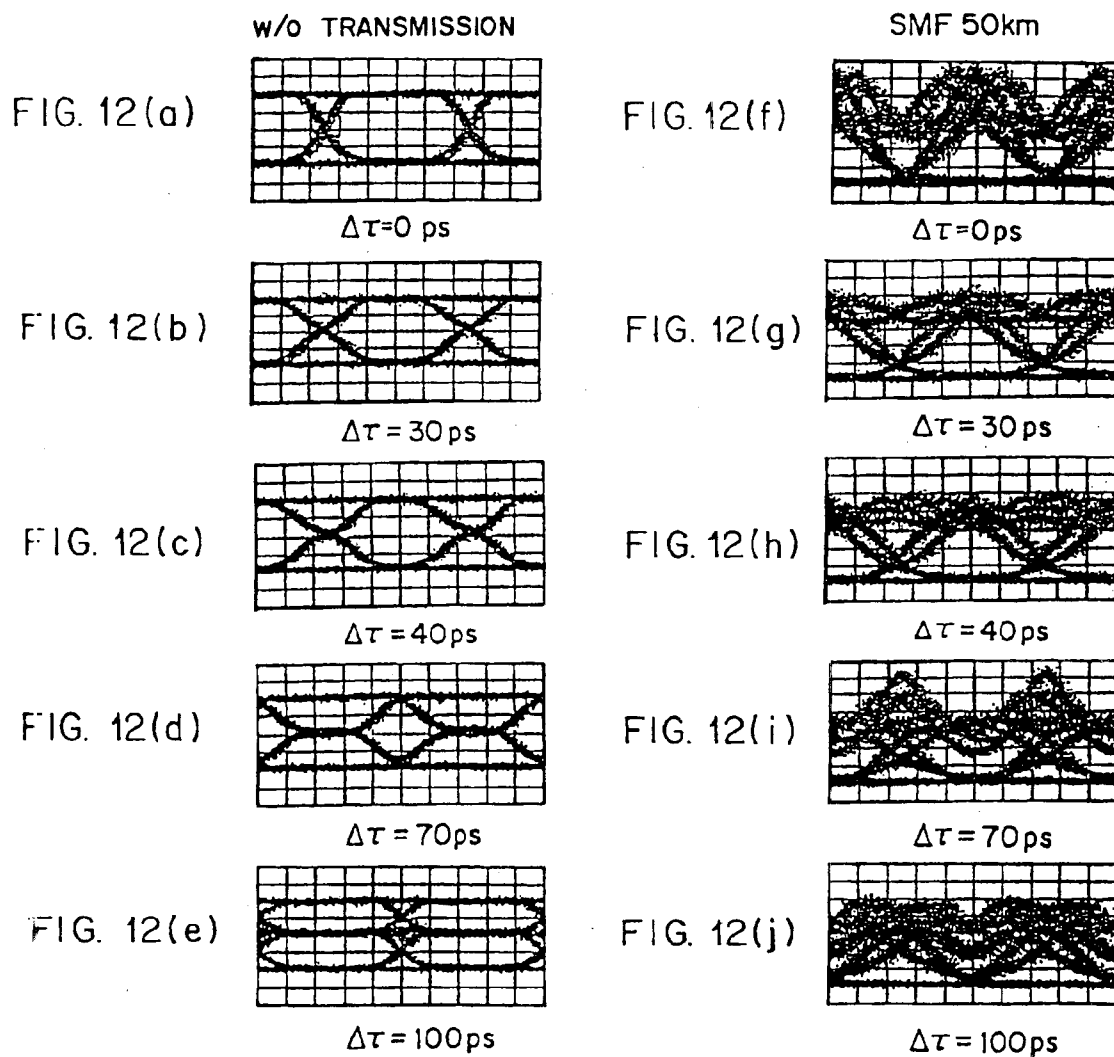 w/o TRANSMISSION
SMF 50km
FIG. 12(a)
Δτ=0 ps
FIG. 12(f)
Δτ=0ps
FIG. 12(b)
Δτ = 30ps
FIG. 12(g)
Δτ = 30ps
FIG. 12(c)
Δτ = 40ps
FIG. 12(h)
Δτ = 40ps
FIG. 12(d)
Δτ = 70ps
FIG. 12(i)
Δτ = 70ps
FIG. 12(e)
Δτ = 100ps
FIG. 12(j)
Δτ = 100ps